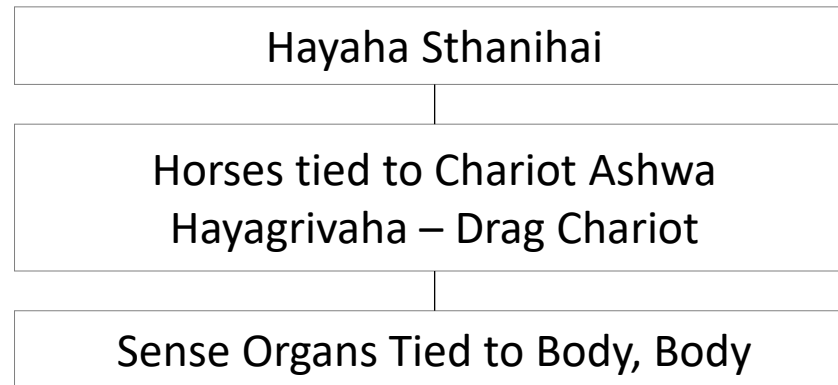 Hayaha Sthanihai
Horses tied to Chariot Ashwa
Hayagrivaha – Drag Chariot
Sense Organs Tied to Body, Body